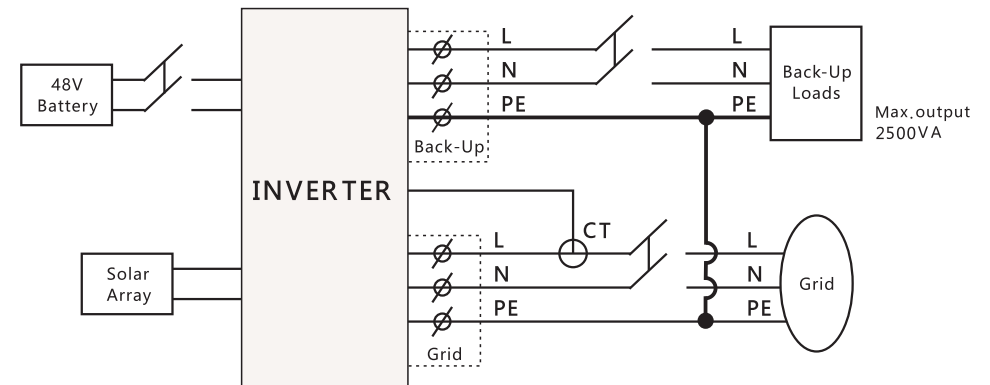 48V
Battery
Solar
Array
INVERTER
L
N
PE
Back-Up
L
N
PE
Back-Up
Loads
Max.output
2500VA
CT
L
N
PE
Grid
L
N
PE
Grid